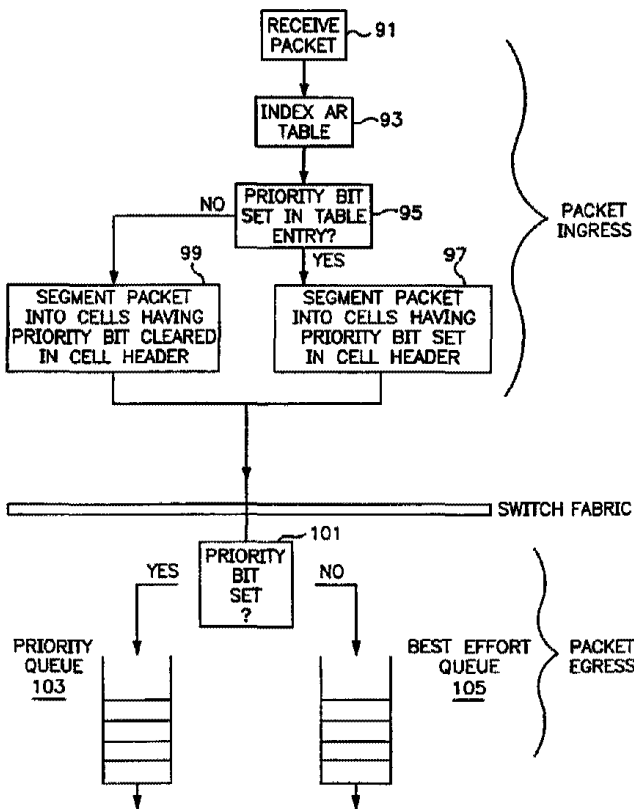 RECEIVE
PACKET
91
INDEX AR
TABLE
93
PRIORITY BIT
SET IN TABLE
ENTRY?
95
NO
YES
PACKET
INGRESS
99
SEGMENT PACKET
INTO CELLS HAVING
PRIORITY BIT CLEARED
IN CELL HEADER
97
SEGMENT PACKET
INTO CELLS HAVING
PRIORITY BIT SET
IN CELL HEADER
SWITCH FABRIC
101
PRIORITY
BIT
SET
?
YES
NO
PRIORITY
QUEUE
103
BEST EFFORT
QUEUE
105
PACKET
EGRESS